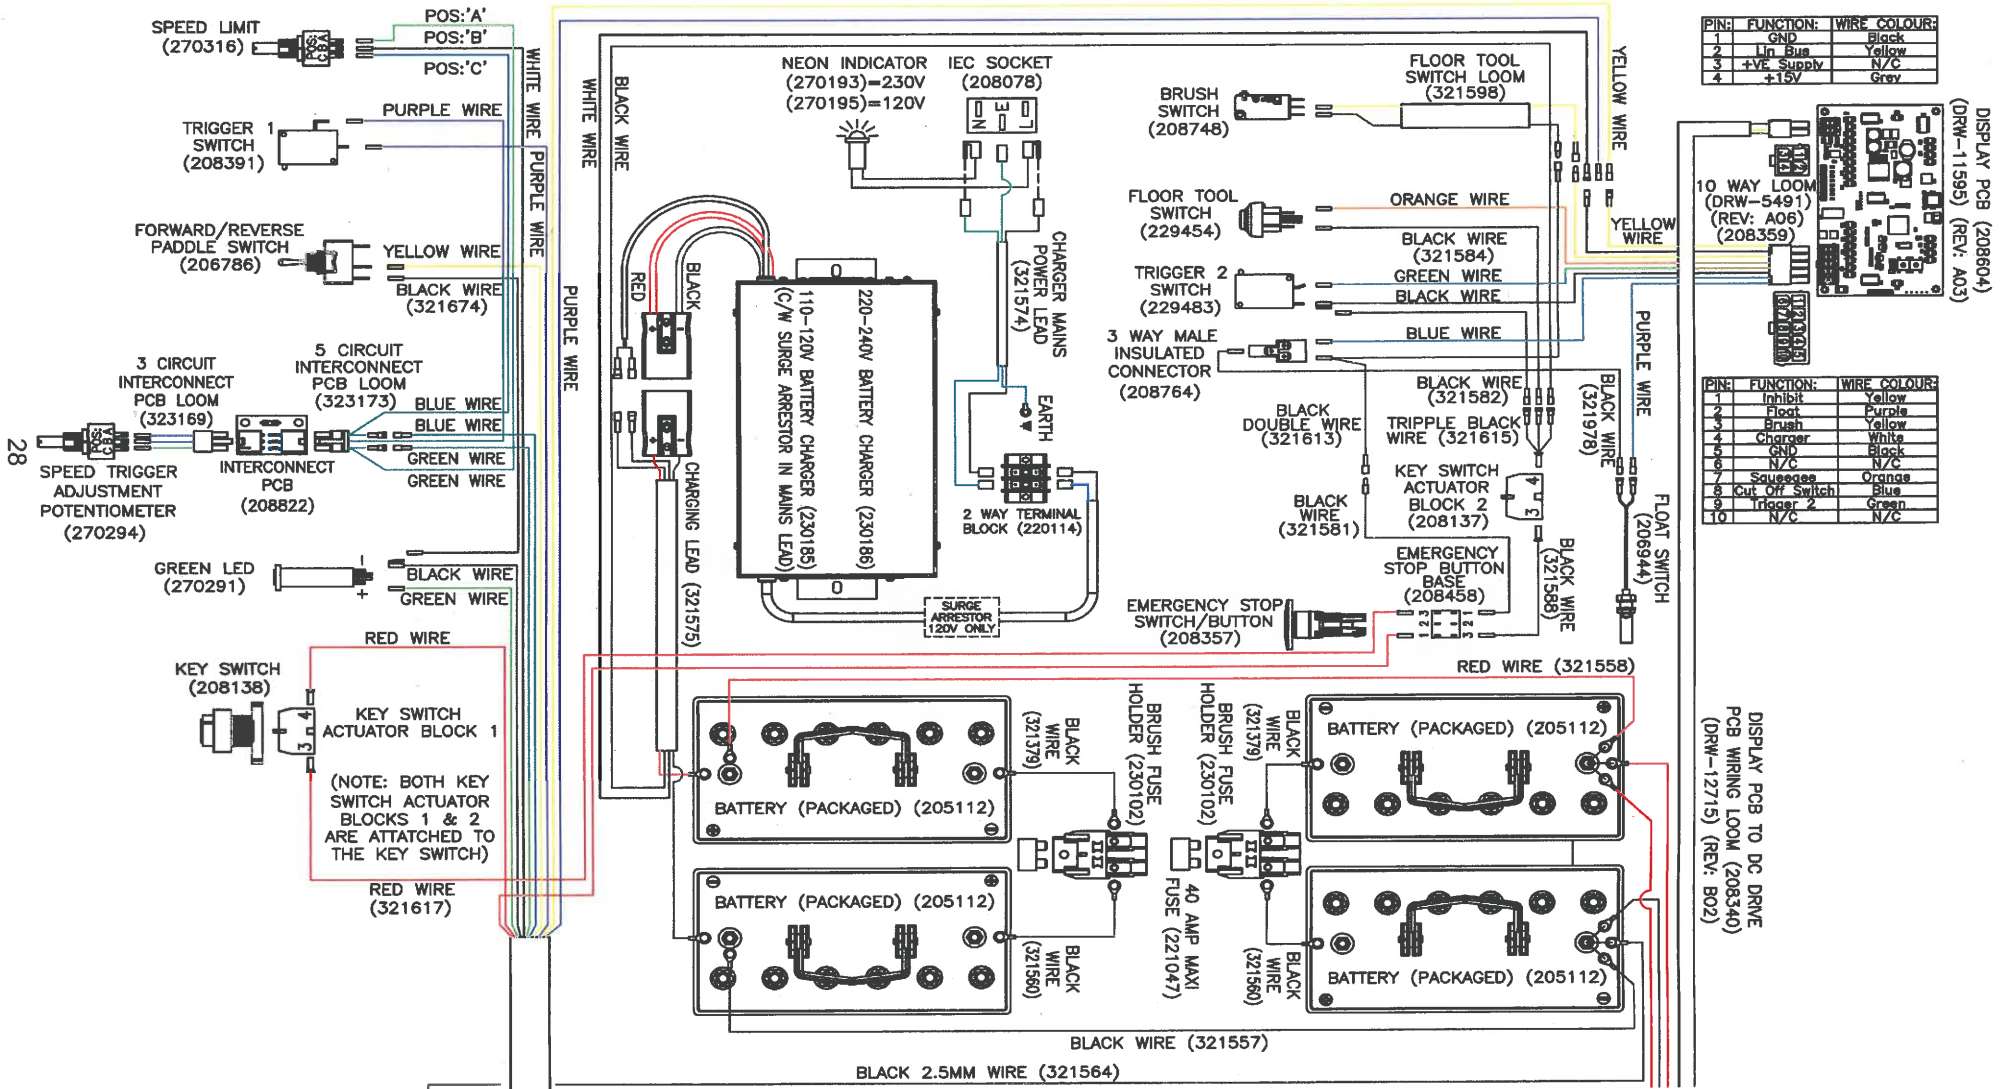 SPEED LIMIT
(270316)
POS:
C B A
POS:'A'
POS:'B'
POS:'C'
TRIGGER 1
SWITCH
(208391)
PURPLE WIRE
FORWARD/REVERSE
PADDLE SWITCH
(206786)
YELLOW WIRE
BLACK WIRE
(321674)
WHITE WIRE
PURPLE WIRE
PURPLE WIRE
3 CIRCUIT
INTERCONNECT
PCB LOOM
(323169)
5 CIRCUIT
INTERCONNECT
PCB LOOM
(323173)
BLUE WIRE
BLUE WIRE
GREEN WIRE
GREEN WIRE
POS:
C B A
INTERCONNECT
PCB
(208822)
28
SPEED TRIGGER
ADJUSTMENT
POTENTIOMETER
(270294)
GREEN LED
(270291)
-
+
BLACK WIRE
GREEN WIRE
RED WIRE
KEY SWITCH
(208138)
4
3
KEY SWITCH
ACTUATOR BLOCK 1
(NOTE: BOTH KEY
SWITCH ACTUATOR
BLOCKS 1 & 2
ARE ATTATCHED TO
THE KEY SWITCH)
RED WIRE
(321617)
WHITE WIRE
BLACK WIRE
NEON INDICATOR
(270193)=230V
(270195)=120V
IEC SOCKET
(208078)
N E L
CHARGER MAINS
POWER LEAD
(321574)
RED
BLACK
+ -
+ -
220-240V BATTERY CHARGER (230186)
110-120V BATTERY CHARGER (230185)
(C/W SURGE ARRESTOR IN MAINS LEAD)
EARTH
2 WAY TERMINAL
BLOCK (220114)
CHARGING LEAD (321575)
SURGE
ARRESTOR
120V ONLY
BRUSH
SWITCH
(208748)
FLOOR TOOL
SWITCH LOOM
(321598)
YELLOW WIRE
FLOOR TOOL
SWITCH
(229454)
ORANGE WIRE
BLACK WIRE
(321584)
YELLOW
WIRE
TRIGGER 2
SWITCH
(229483)
GREEN WIRE
BLACK WIRE
3 WAY MALE
INSULATED
CONNECTOR
(208764)
BLUE WIRE
BLACK WIRE
(321582)
BLACK
DOUBLE WIRE
(321613)
TRIPPLE BLACK
WIRE (321615)
BLACK WIRE
(321978)
PURPLE WIRE
KEY SWITCH
ACTUATOR
BLOCK 2
(208137)
4
3
BLACK
WIRE
(321581)
BLACK WIRE
(321588)
FLOAT SWITCH
(206944)
EMERGENCY
STOP BUTTON
BASE
(208458)
EMERGENCY STOP
SWITCH/BUTTON
(208357)
RED WIRE (321558)
BATTERY (PACKAGED) (205112)
BATTERY (PACKAGED) (205112)
BATTERY (PACKAGED) (205112)
BATTERY (PACKAGED) (205112)
BLACK
WIRE
(321379)
BRUSH FUSE
HOLDER (230102)
BRUSH FUSE
HOLDER (230102)
BLACK
WIRE
(321379)
BLACK
WIRE
(321560)
40 AMP MAXI
FUSE (221047)
BLACK
WIRE
(321560)
BLACK WIRE (321557)
BLACK 2.5MM WIRE (321564)
PIN: FUNCTION: WIRE COLOUR:
1 GND Black
2 Lin Bus Yellow
3 +VE Supply N/C
4 +15V Grey
DISPLAY PCB (208604)
(DRW-11595) (REV: A03)
10 WAY LOOM
(DRW-5491)
(REV: A06)
(208359)
PIN: FUNCTION: WIRE COLOUR:
1 Inhibit Yellow
2 Float Purple
3 Brush Yellow
4 Charger White
5 GND Black
6 N/C N/C
7 Squeegee Orange
8 Cut Off Switch Blue
9 Trigger 2 Green
10 N/C N/C
DISPLAY PCB TO DC DRIVE
PCB WIRING LOOM (208340)
(DRW-12715) (REV: B02)